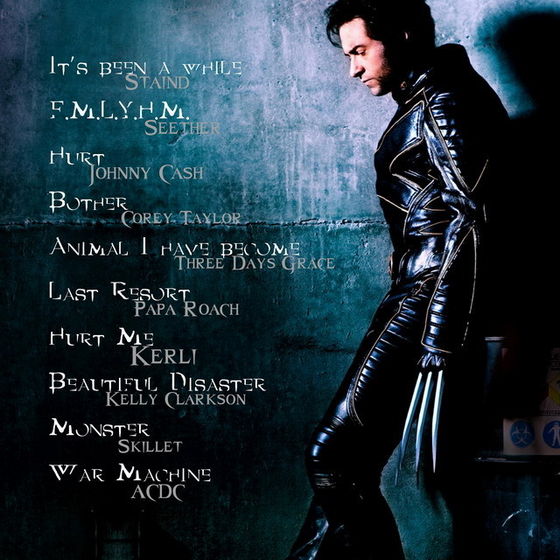 It's been a while
Staind
F.M.L.Y.H.M.
Seether
Hurt
Johnny Cash
Bother
Corey Taylor
Animal I have become
Three Days Grace
Last Resort
Papa Roach
Hurt Me
Kerli
Beautiful Disaster
Kelly Clarkson
Monster
Skillet
War Machine
ACDC